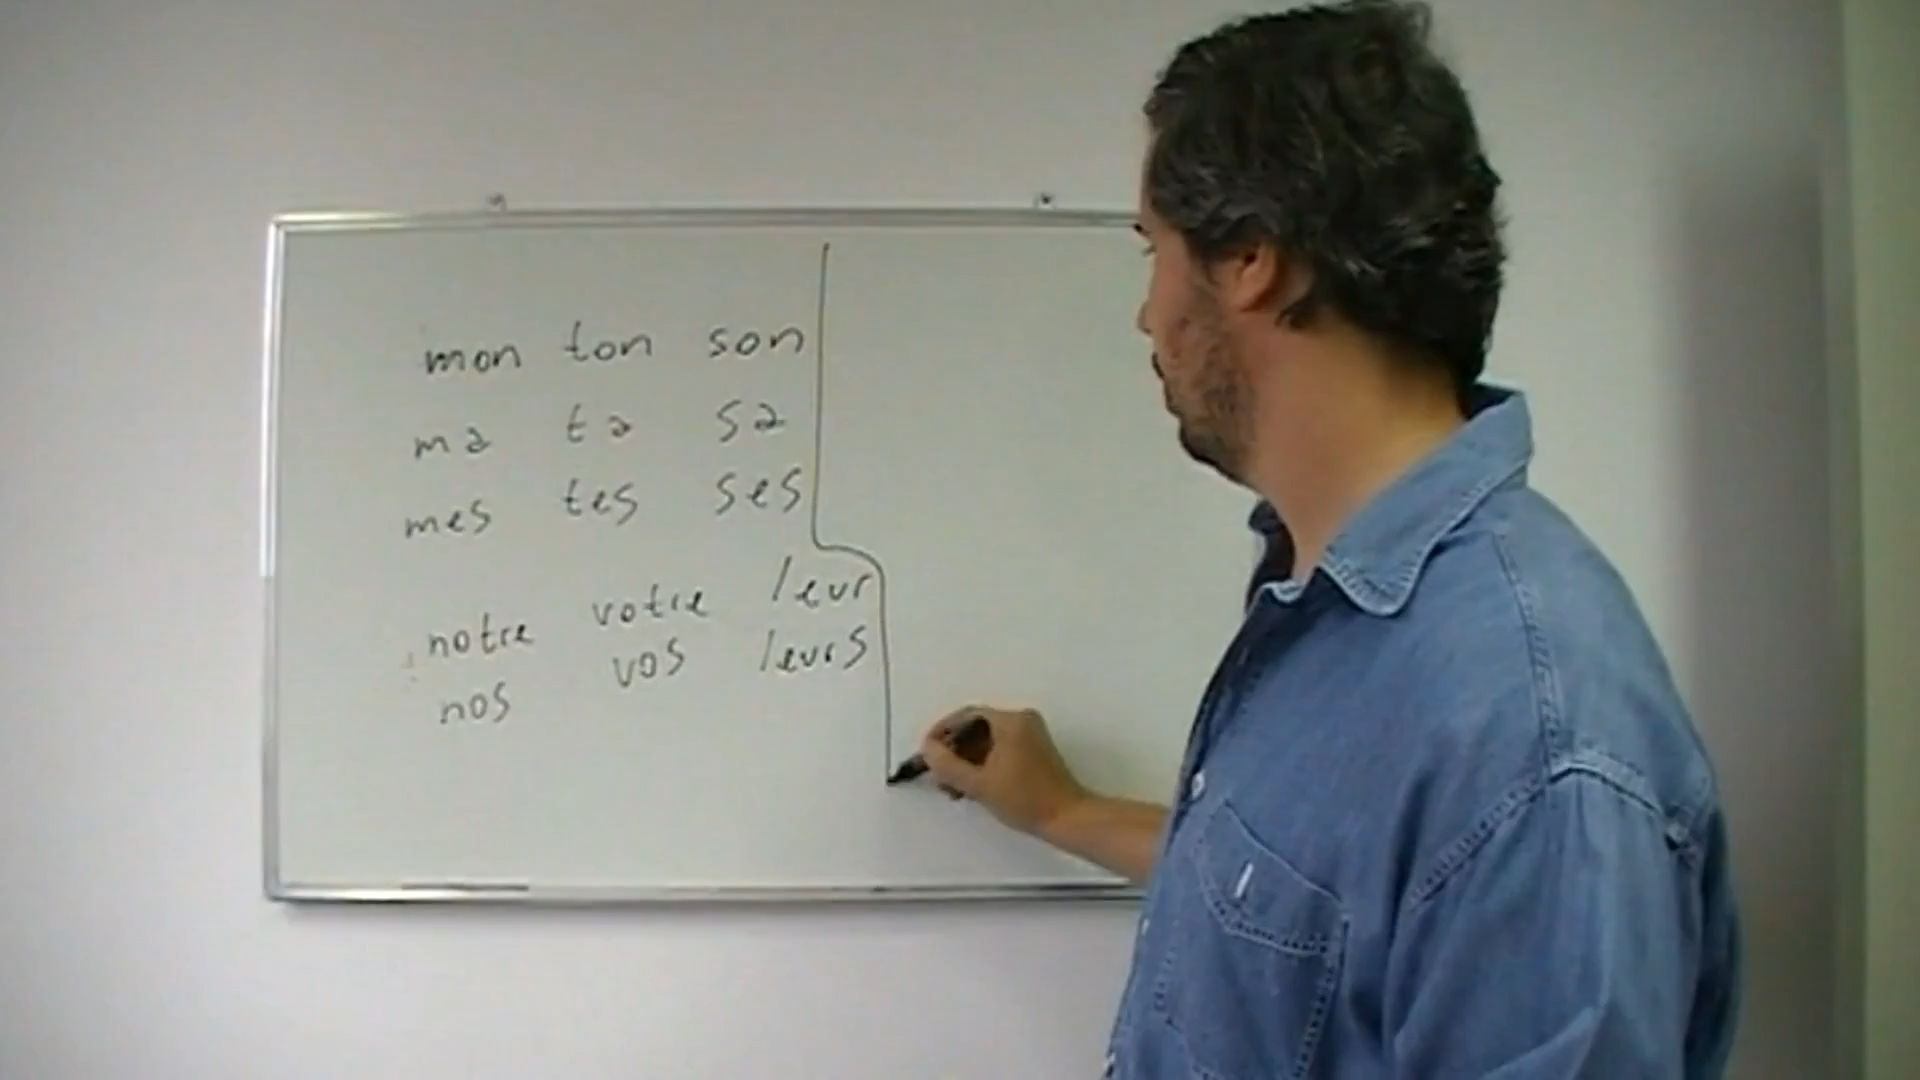 mon ton son
ma ta sa
mes tes ses
notre votre leur
nos vos leurs